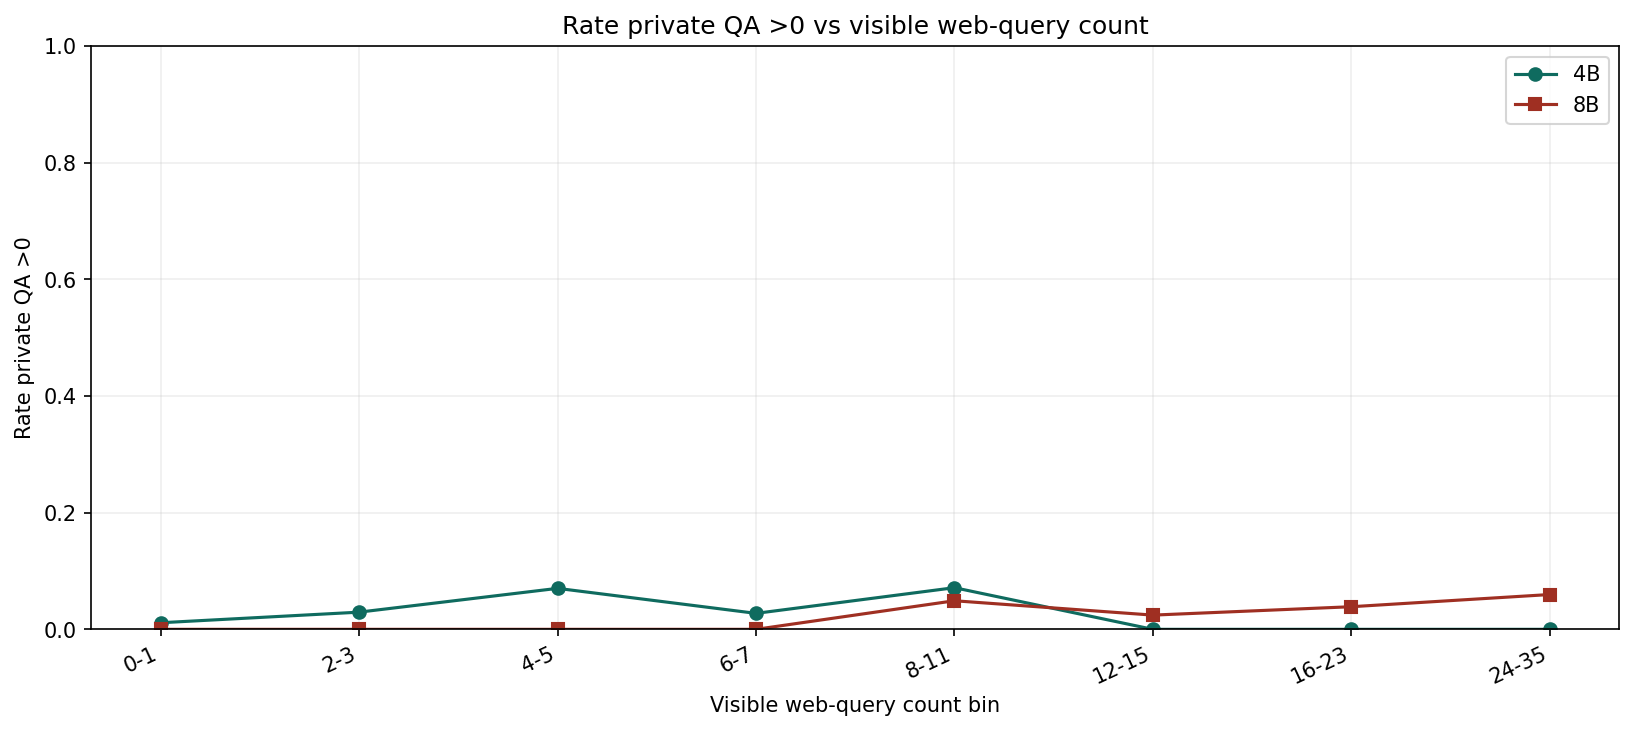 Rate private QA >0 vs visible web-query count
1.0
0.8
0.6
0.4
0.2
0.0
Rate private QA >0
4B
8B
0-1
2-3
4-5
6-7
8-11
12-15
16-23
24-35
Visible web-query count bin